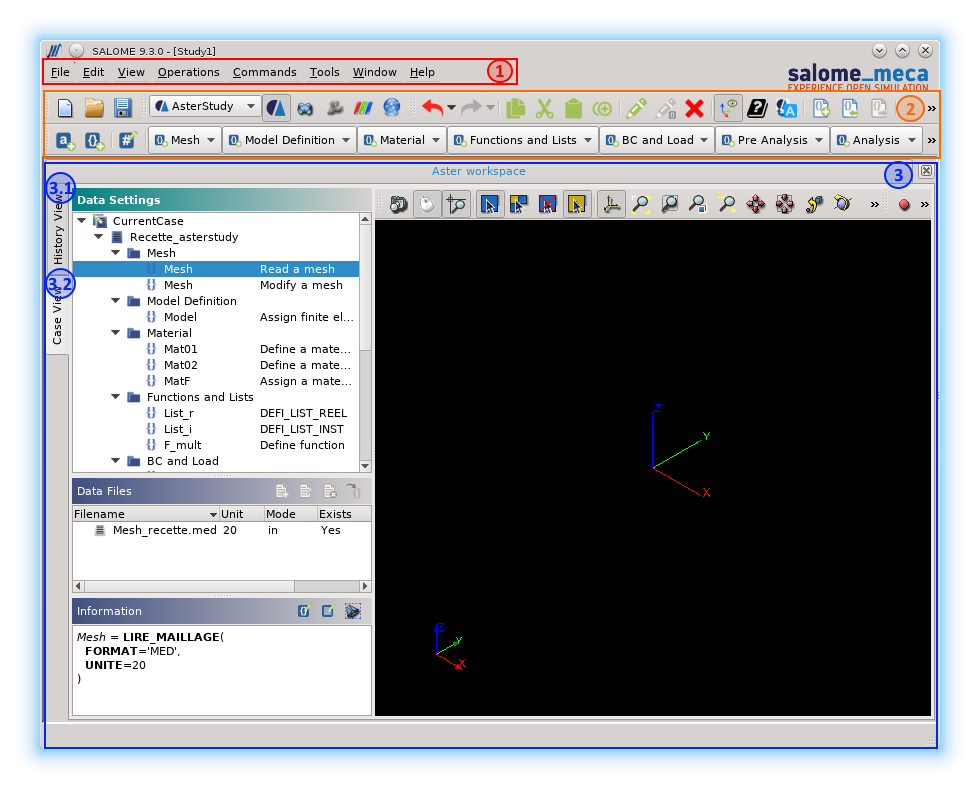 SALOME 9.3.0 - [Study1]
File Edit View Operations Commands Tools Window Help
1
salome_meca
EXPERIENCE OPEN SIMULATION
AsterStudy
2
»
Mesh Model Definition Material Functions and Lists BC and Load Pre Analysis Analysis »
Aster workspace
3
3.1
History View
3.2
Case View
Data Settings
» »
CurrentCase
Recette_asterstudy
Mesh
Mesh Read a mesh
Mesh Modify a mesh
Model Definition
Model Assign finite el...
Material
Mat01 Define a mate...
Mat02 Define a mate...
MatF Assign a mate...
Functions and Lists
List_r DEFI_LIST_REEL
List_i DEFI_LIST_INST
F_mult Define function
BC and Load
Data Files
Filename Unit Mode Exists
Mesh_recette.med 20 in Yes
Information
Mesh = LIRE_MAILLAGE(
FORMAT='MED',
UNITE=20
)
Z
Y
X
Z
Y
X